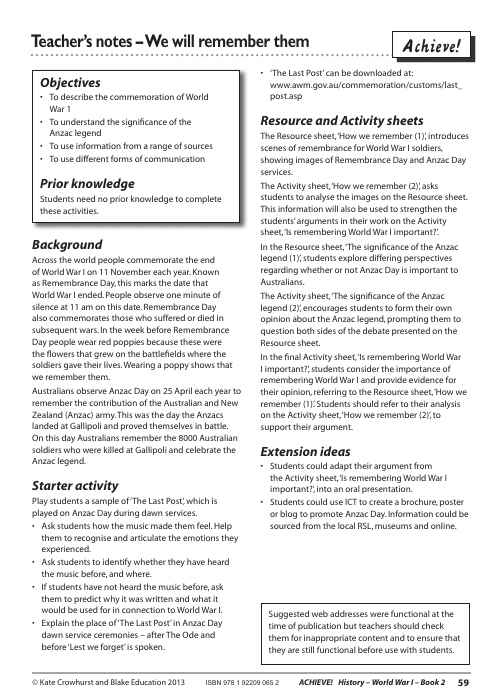 Teacher's notes – We will remember them
Achieve!
Objectives
• To describe the commemoration of World
War 1
• To understand the significance of the
Anzac legend
• To use information from a range of sources
• To use different forms of communication
Prior knowledge
Students need no prior knowledge to complete
these activities.
Background
Across the world people commemorate the end
of World War I on 11 November each year. Known
as Remembrance Day, this marks the date that
World War I ended. People observe one minute of
silence at 11 am on this date. Remembrance Day
also commemorates those who suffered or died in
subsequent wars. In the week before Remembrance
Day people wear red poppies because these were
the flowers that grew on the battlefields where the
soldiers gave their lives. Wearing a poppy shows that
we remember them.
Australians observe Anzac Day on 25 April each year to
remember the contribution of the Australian and New
Zealand (Anzac) army. This was the day the Anzacs
landed at Gallipoli and proved themselves in battle.
On this day Australians remember the 8000 Australian
soldiers who were killed at Gallipoli and celebrate the
Anzac legend.
Starter activity
Play students a sample of 'The Last Post', which is
played on Anzac Day during dawn services.
• Ask students how the music made them feel. Help
them to recognise and articulate the emotions they
experienced.
• Ask students to identify whether they have heard
the music before, and where.
• If students have not heard the music before, ask
them to predict why it was written and what it
would be used for in connection to World War I.
• Explain the place of 'The Last Post' in Anzac Day
dawn service ceremonies – after The Ode and
before 'Lest we forget' is spoken.
• 'The Last Post' can be downloaded at:
www.awm.gov.au/commemoration/customs/last_
post.asp
Resource and Activity sheets
The Resource sheet, 'How we remember (1)', introduces
scenes of remembrance for World War I soldiers,
showing images of Remembrance Day and Anzac Day
services.
The Activity sheet, 'How we remember (2)', asks
students to analyse the images on the Resource sheet.
This information will also be used to strengthen the
students' arguments in their work on the Activity
sheet, 'Is remembering World War I important?'.
In the Resource sheet, 'The significance of the Anzac
legend (1)', students explore differing perspectives
regarding whether or not Anzac Day is important to
Australians.
The Activity sheet, 'The significance of the Anzac
legend (2)', encourages students to form their own
opinion about the Anzac legend, prompting them to
question both sides of the debate presented on the
Resource sheet.
In the final Activity sheet, 'Is remembering World War
I important?', students consider the importance of
remembering World War I and provide evidence for
their opinion, referring to the Resource sheet, 'How we
remember (1)'. Students should refer to their analysis
on the Activity sheet, 'How we remember (2)', to
support their argument.
Extension ideas
• Students could adapt their argument from
the Activity sheet, 'Is remembering World War I
important?', into an oral presentation.
• Students could use ICT to create a brochure, poster
or blog to promote Anzac Day. Information could be
sourced from the local RSL, museums and online.
Suggested web addresses were functional at the
time of publication but teachers should check
them for inappropriate content and to ensure that
they are still functional before use with students.
© Kate Crowhurst and Blake Education 2013 ISBN 978 1 92209 065 2 ACHIEVE! History – World War I – Book 2 59